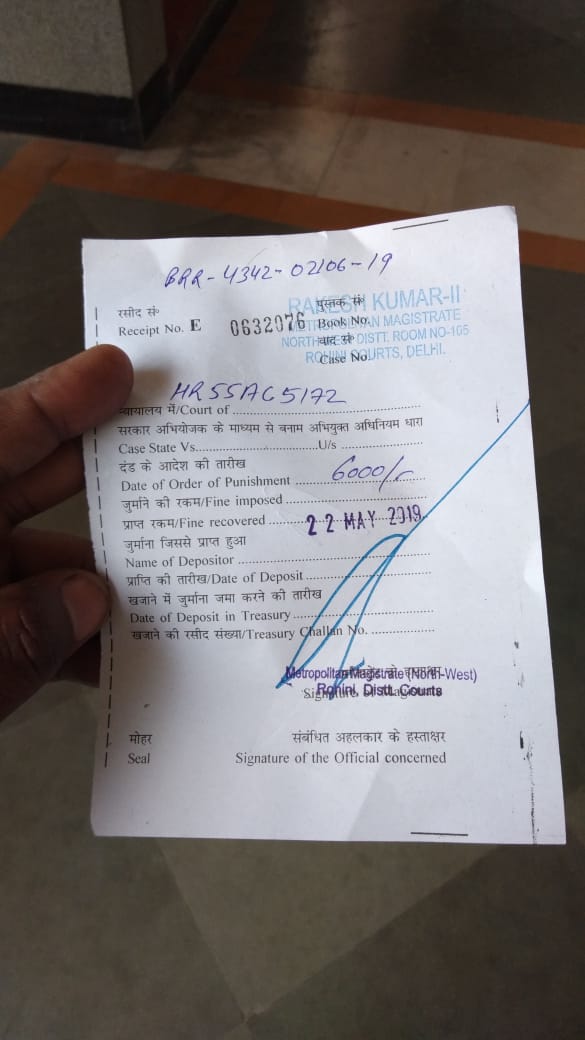 BRR-4342-02106-19
रसीद सं॰ पुस्तक सं॰
RAKESH KUMAR-II
Receipt No. E 0632076 Book No.
METROPOLITAN MAGISTRATE
वाद सं॰
NORTH-WEST DISTT. ROOM NO-105
Case No.
ROHINI COURTS, DELHI.
HR55AC5172
न्यायालय में/Court of
सरकार अभियोजक के माध्यम से बनाम अभियुक्त अधिनियम धारा
Case State Vs. U/s
दंड के आदेश की तारीख
Date of Order of Punishment 6000/-
जुर्माने की रकम/Fine imposed
प्राप्त रकम/Fine recovered 22 MAY 2019
जुर्माना जिससे प्राप्त हुआ
Name of Depositor
प्राप्ति की तारीख/Date of Deposit
खजाने में जुर्माना जमा करने की तारीख
Date of Deposit in Treasury
खजाने की रसीद संख्या/Treasury Challan No.
Metropolitan Magistrate (North-West)
Rohini, Distt. Courts
मोहर संबंधित अहलकार के हस्ताक्षर
Seal Signature of the Official concerned